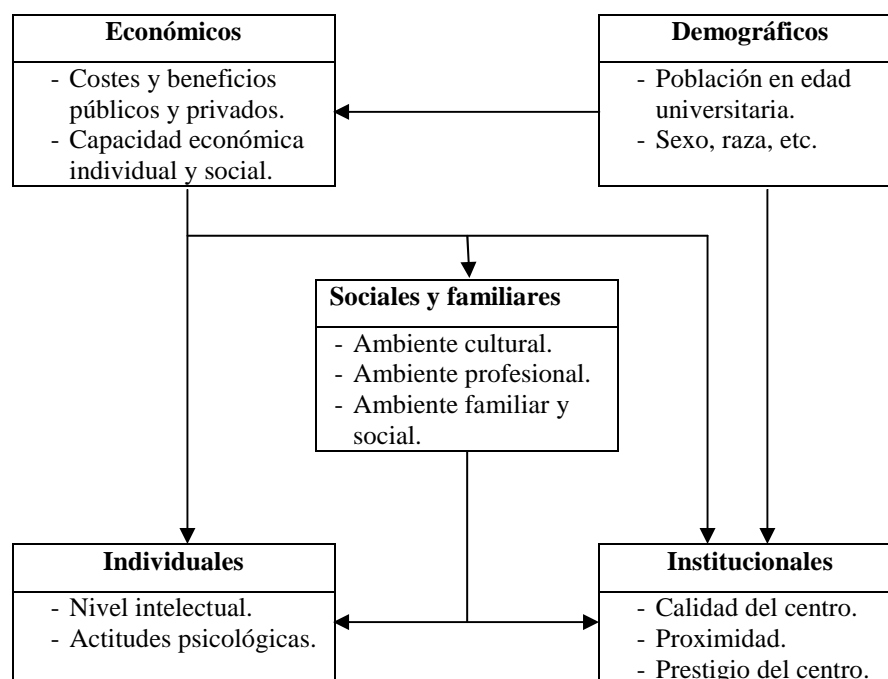 Económicos
- Costes y beneficios
públicos y privados.
- Capacidad económica
individual y social.
Demográficos
- Población en edad
universitaria.
- Sexo, raza, etc.
Sociales y familiares
- Ambiente cultural.
- Ambiente profesional.
- Ambiente familiar y
social.
Individuales
- Nivel intelectual.
- Actitudes psicológicas.
Institucionales
- Calidad del centro.
- Proximidad.
- Prestigio del centro.